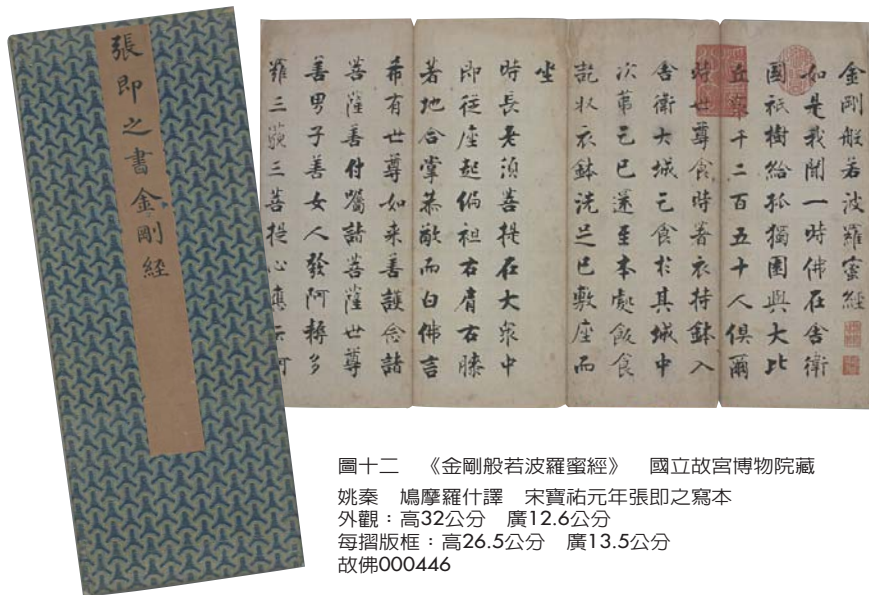 張即之書金剛經
金剛般若波羅蜜經
如是我聞一時佛在舍衛
國祇樹給孤獨園與大比
丘眾千二百五十人俱爾
時世尊食時著衣持鉢入
舍衛大城乞食於其城中
次第乞已還至本處飯食
訖收衣鉢洗足已敷座而
坐
時長老須菩提在大眾中
即從座起偏袒右肩右膝
著地合掌恭敬而白佛言
希有世尊如來善護念諸
菩薩善付囑諸菩薩世尊
善男子善女人發阿耨多
羅三藐三菩提心應云何
圖十二　《金剛般若波羅蜜經》　國立故宮博物院藏
姚秦　鳩摩羅什譯　宋寶祐元年張即之寫本
外觀：高32公分　廣12.6公分
每摺版框：高26.5公分　廣13.5公分
故佛000446